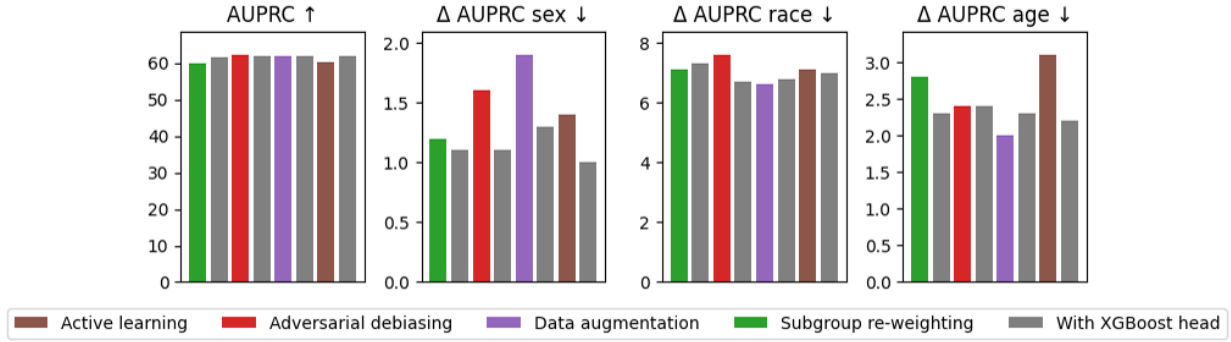 AUPRC ↑
60
50
40
30
20
10
0
Δ AUPRC sex ↓
2.0
1.5
1.0
0.5
0.0
Δ AUPRC race ↓
8
6
4
2
0
Δ AUPRC age ↓
3.0
2.5
2.0
1.5
1.0
0.5
0.0
Active learning
Adversarial debiasing
Data augmentation
Subgroup re-weighting
With XGBoost head